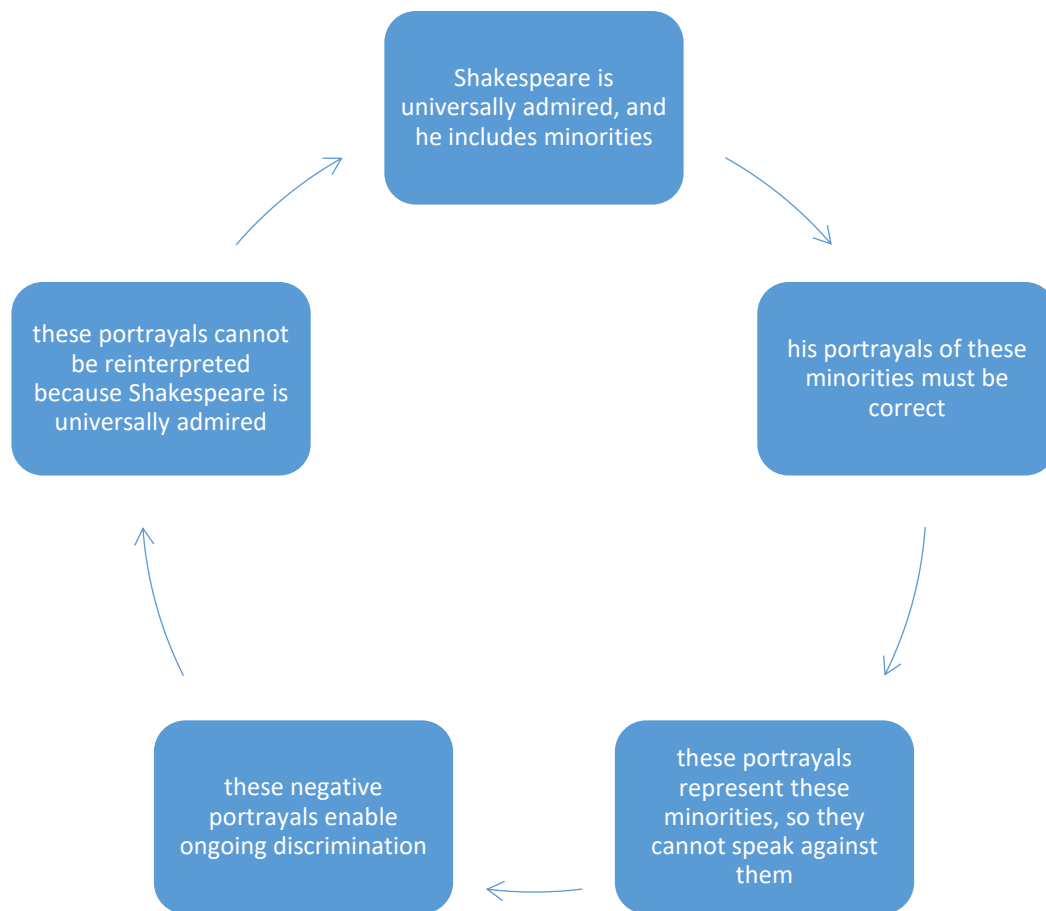 Shakespeare is
universally admired, and
he includes minorities
his portrayals of these
minorities must be
correct
these portrayals
represent these
minorities, so they
cannot speak against
them
these negative
portrayals enable
ongoing discrimination
these portrayals cannot
be reinterpreted
because Shakespeare is
universally admired